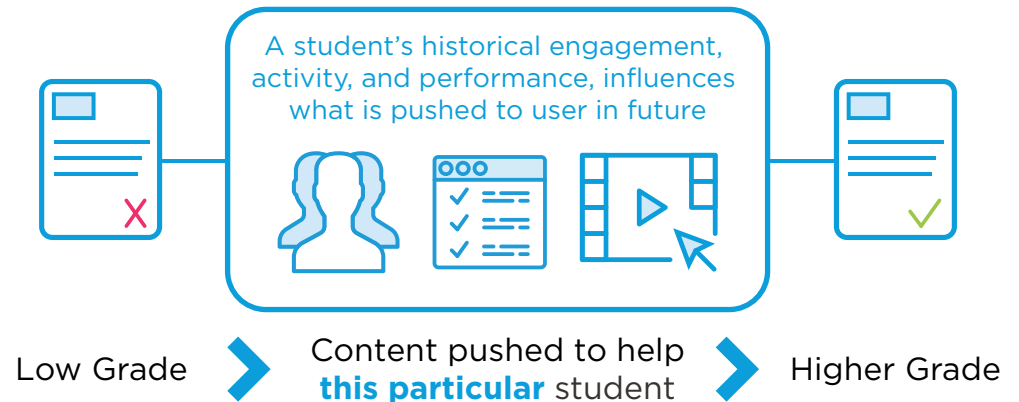 A student's historical engagement,
activity, and performance, influences
what is pushed to user in future
Low Grade
Content pushed to help
this particular student
Higher Grade